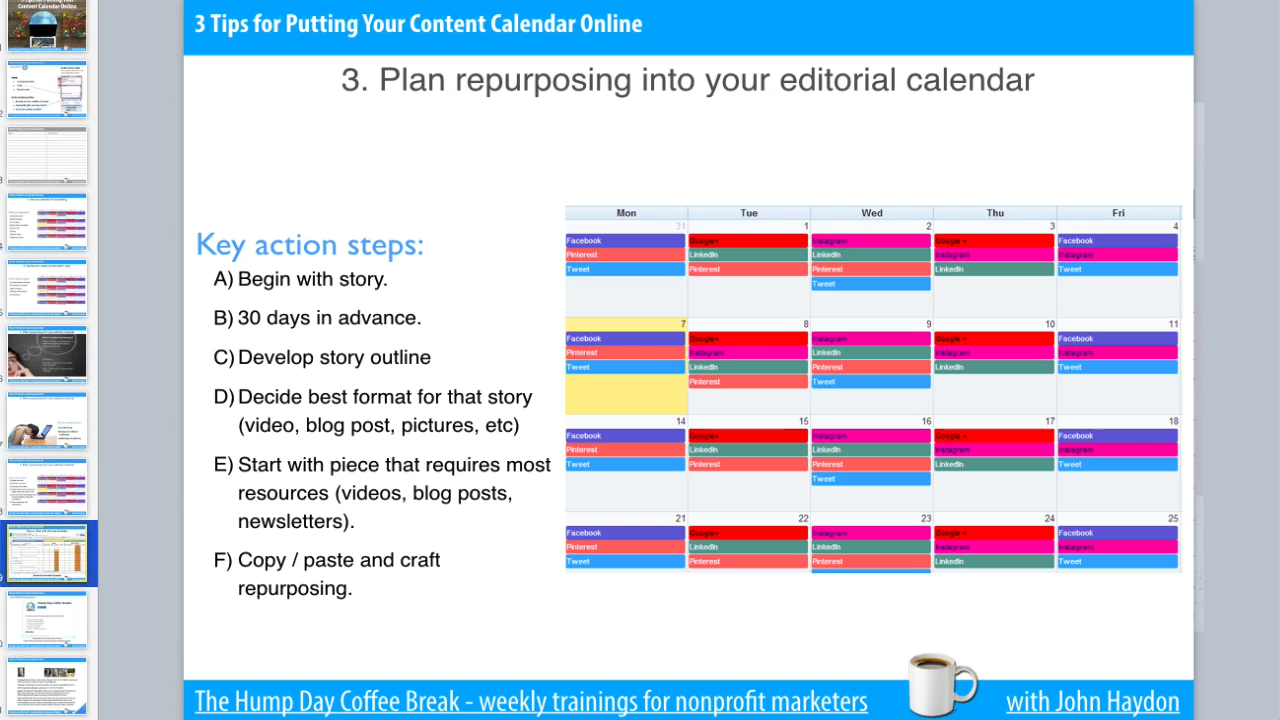 3 Tips for Putting Your Content Calendar Online
3. Plan repurposing into your editorial calendar
Key action steps:
A) Begin with story.
B) 30 days in advance.
C) Develop story outline
D) Decide best format for that story
(video, blog post, pictures, etc)
E) Start with piece that requires most
resources (videos, blog posts,
newsletters).
F) Copy / paste and craft
repurposing.
Mon Tue Wed Thu Fri
31 1 2 3 4
Facebook Google+ Instagram Google + Facebook
Pinterest LinkedIn LinkedIn Instagram Instagram
Tweet Pinterest Pinterest LinkedIn Tweet
Tweet
7 8 9 10 11
Facebook Google+ Instagram Google + Facebook
Pinterest Instagram LinkedIn Instagram Instagram
Tweet LinkedIn Pinterest LinkedIn Tweet
Pinterest Tweet
14 15 16 17 18
Facebook Google+ Instagram Google + Facebook
Pinterest LinkedIn LinkedIn Instagram Instagram
Tweet Pinterest Pinterest LinkedIn Tweet
Tweet
21 22 23 24 25
Facebook Google+ Instagram Google + Facebook
Pinterest LinkedIn LinkedIn Instagram Instagram
Tweet Pinterest Pinterest LinkedIn Tweet
The Hump Day Coffee Break - weekly trainings for nonprofit marketers with John Haydon